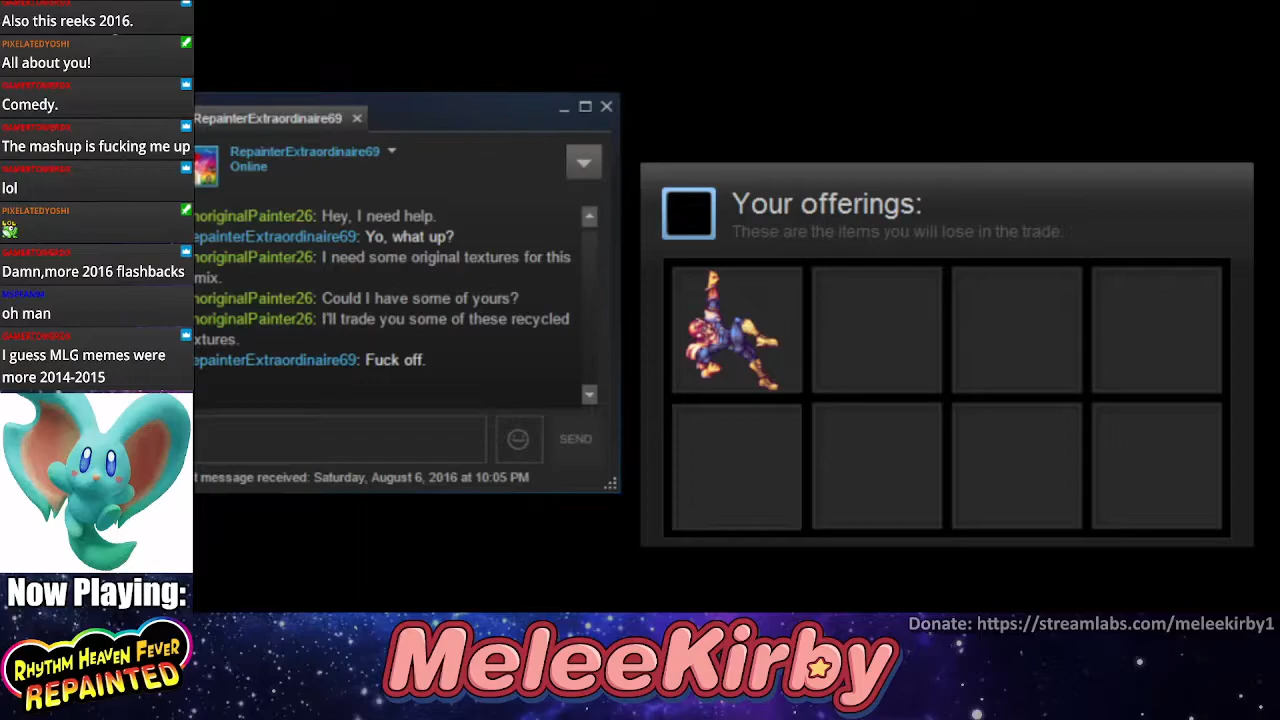 Also this reeks 2016.
PIXELATEDYOSHI
All about you!
Comedy.
The mashup is fucking me up
lol
PIXELATEDYOSHI
Damn,more 2016 flashbacks
oh man
I guess MLG memes were
more 2014-2015
Now Playing:
RHYTHM HEAVEN FEVER
REPAINTED
RepainterExtraordinaire69
RepainterExtraordinaire69
Online
noriginalPainter26: Hey, I need help.
epainterExtraordinaire69: Yo, what up?
noriginalPainter26: I need some original textures for this
mix.
noriginalPainter26: Could I have some of yours?
noriginalPainter26: I'll trade you some of these recycled
xtures.
epainterExtraordinaire69: Fuck off.
SEND
t message received: Saturday, August 6, 2016 at 10:05 PM
Your offerings:
These are the items you will lose in the trade.
MeleeKirby
Donate: https://streamlabs.com/meleekirby1